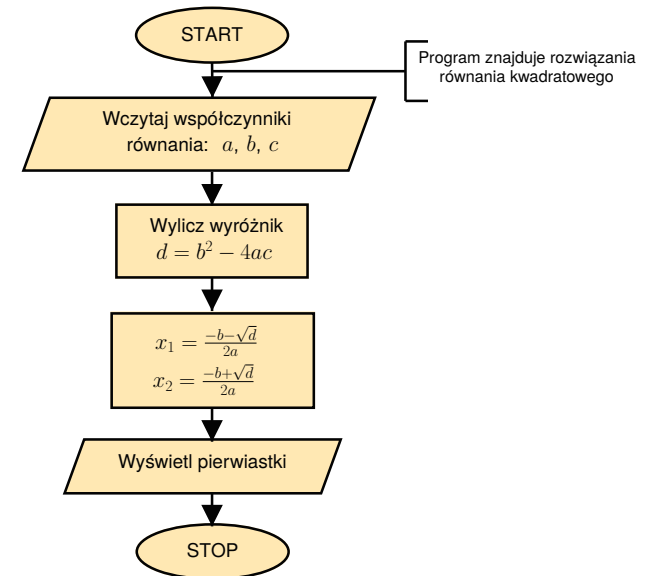 START
Program znajduje rozwiązania
równania kwadratowego
Wczytaj współczynniki
równania: a, b, c
Wylicz wyróżnik
d = b² − 4ac
x₁ = (−b−√d)/(2a)
x₂ = (−b+√d)/(2a)
Wyświetl pierwiastki
STOP